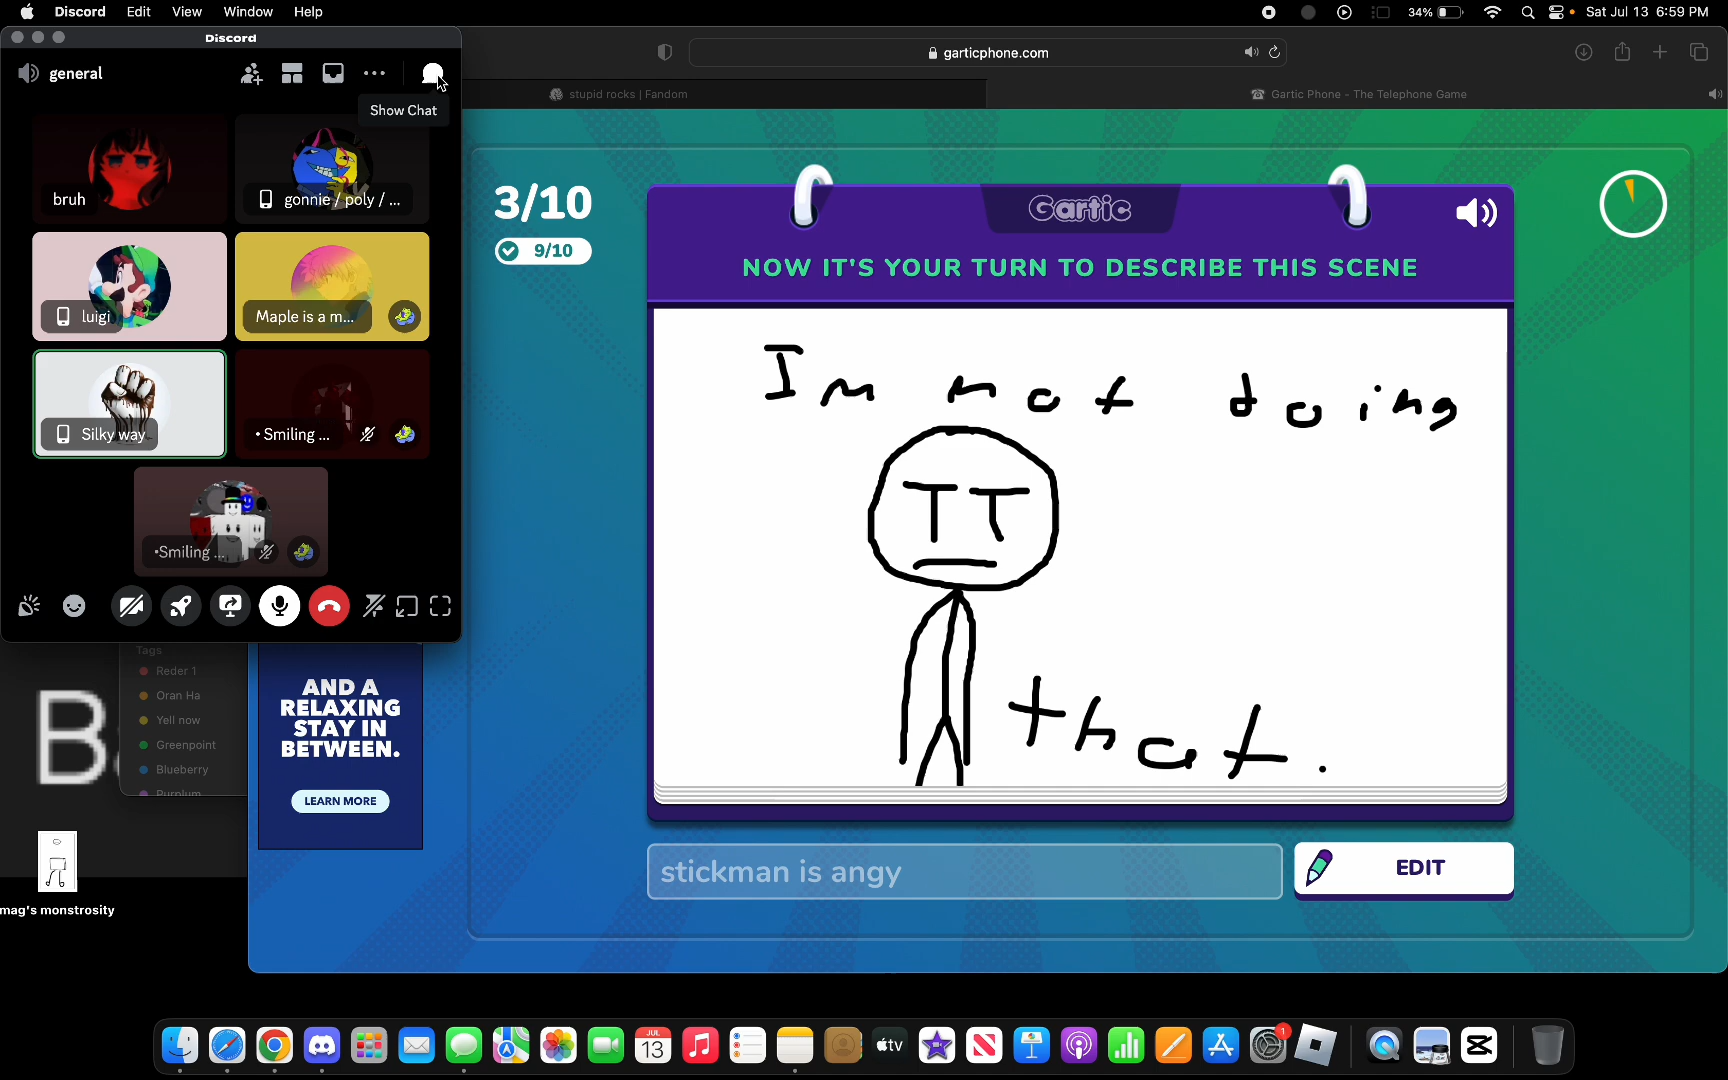 Discord Edit View Window Help
34% Sat Jul 13 6:59 PM
Discord
general
Show Chat
bruh
gonnie / poly / ...
luigi
Maple is a m...
Silky way
• Smiling ...
•Smiling ...
garticphone.com
stupid rocks | Fandom
Gartic Phone - The Telephone Game
3/10
9/10
Gartic
NOW IT'S YOUR TURN TO DESCRIBE THIS SCENE
Im not doing
that.
stickman is angy
EDIT
Tags
Reder 1
Oran Ha
Yell now
Greenpoint
Blueberry
Purplum
AND A
RELAXING
STAY IN
BETWEEN.
LEARN MORE
mag's monstrosity
JUL
13
tv
1